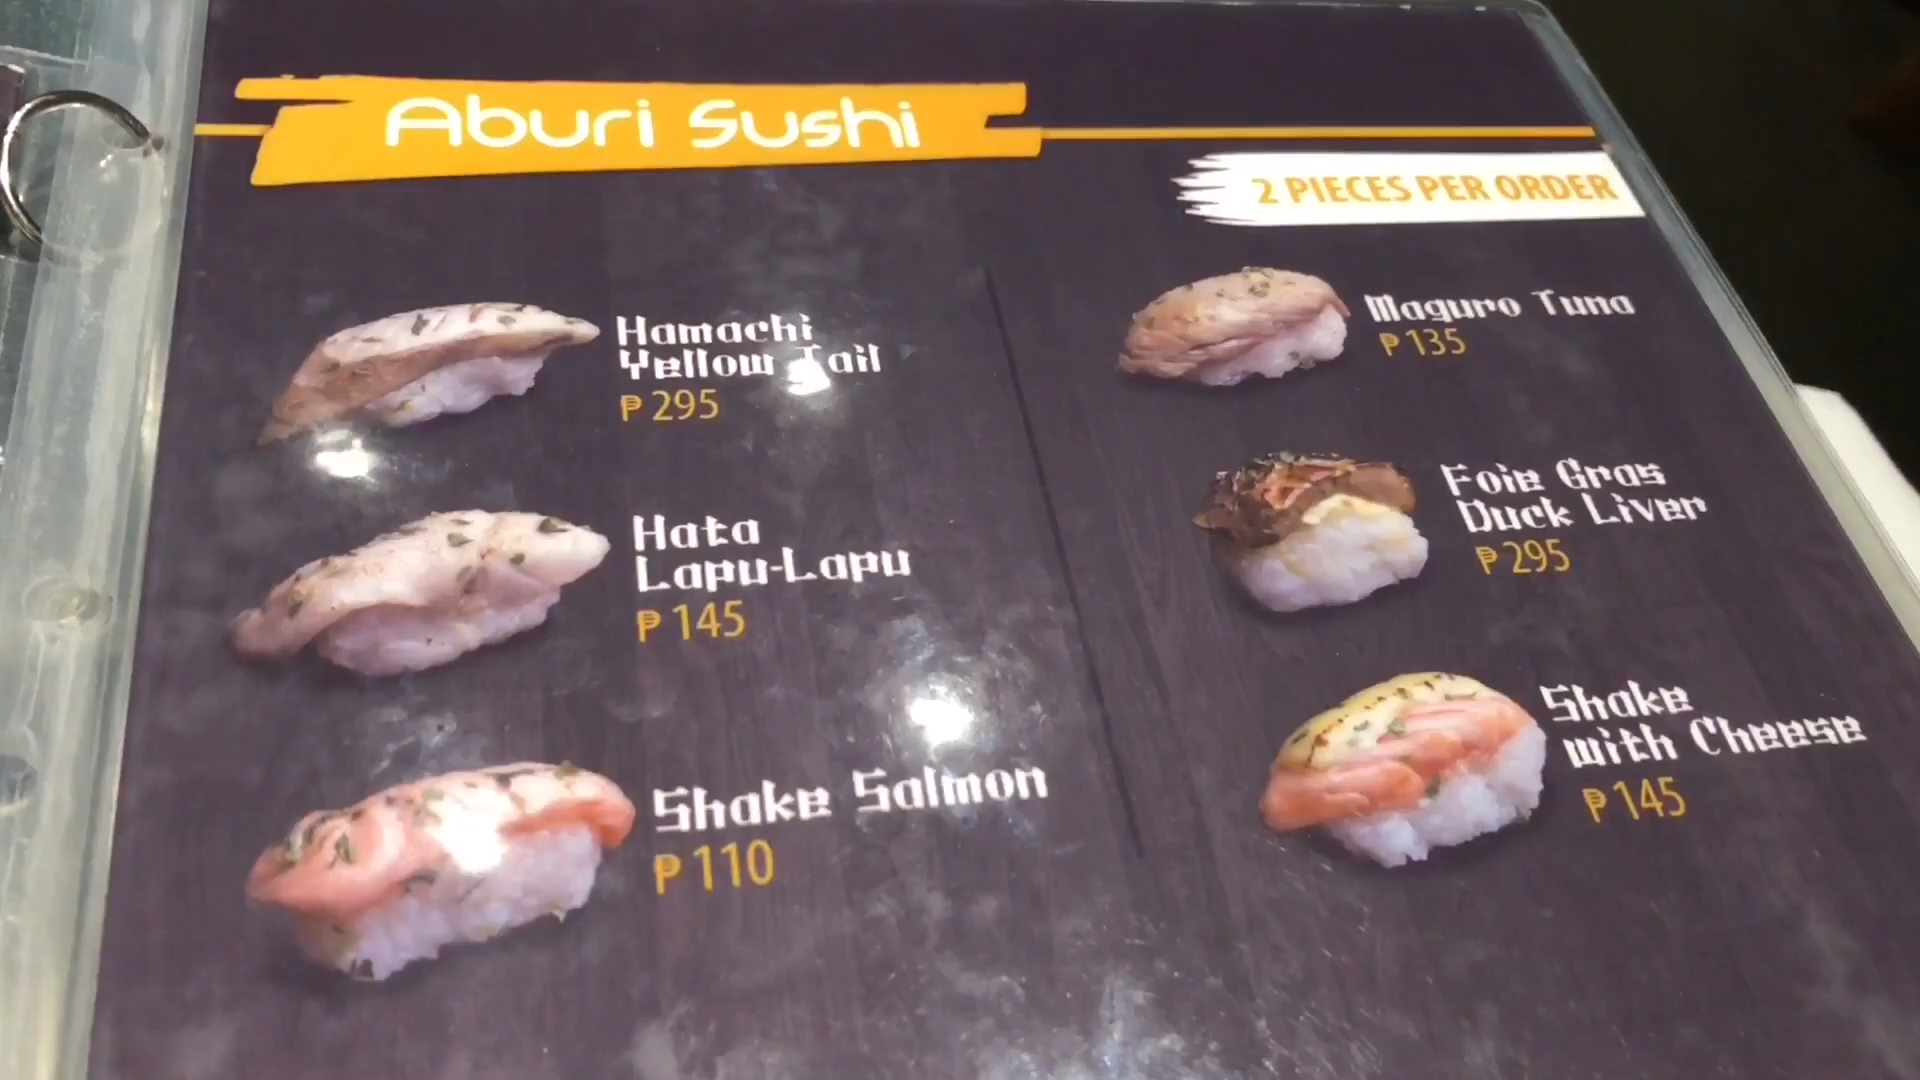 Aburi Sushi
2 PIECES PER ORDER
Hamachi
Yellow Tail
₱ 295
Hata
Lapu-Lapu
₱ 145
Shake Salmon
₱ 110
Maguro Tuna
₱ 135
Foie Gras
Duck Liver
₱ 295
Shake
with Cheese
₱ 145